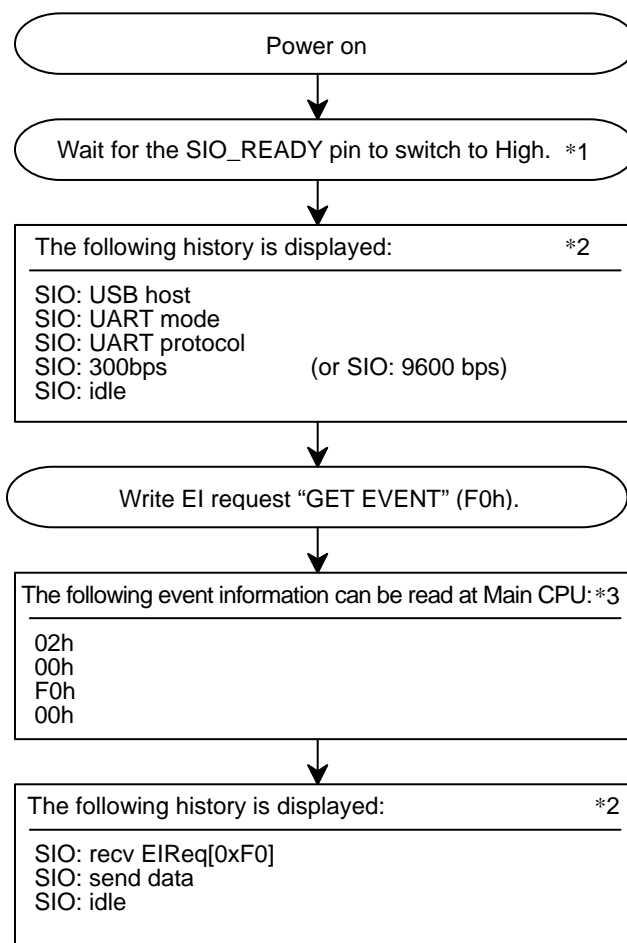 Power on
Wait for the SIO_READY pin to switch to High. *1
The following history is displayed: *2
SIO: USB host
SIO: UART mode
SIO: UART protocol
SIO: 300bps (or SIO: 9600 bps)
SIO: idle
Write EI request “GET EVENT” (F0h).
The following event information can be read at Main CPU:*3
02h
00h
F0h
00h
The following history is displayed: *2
SIO: recv EIReq[0xF0]
SIO: send data
SIO: idle